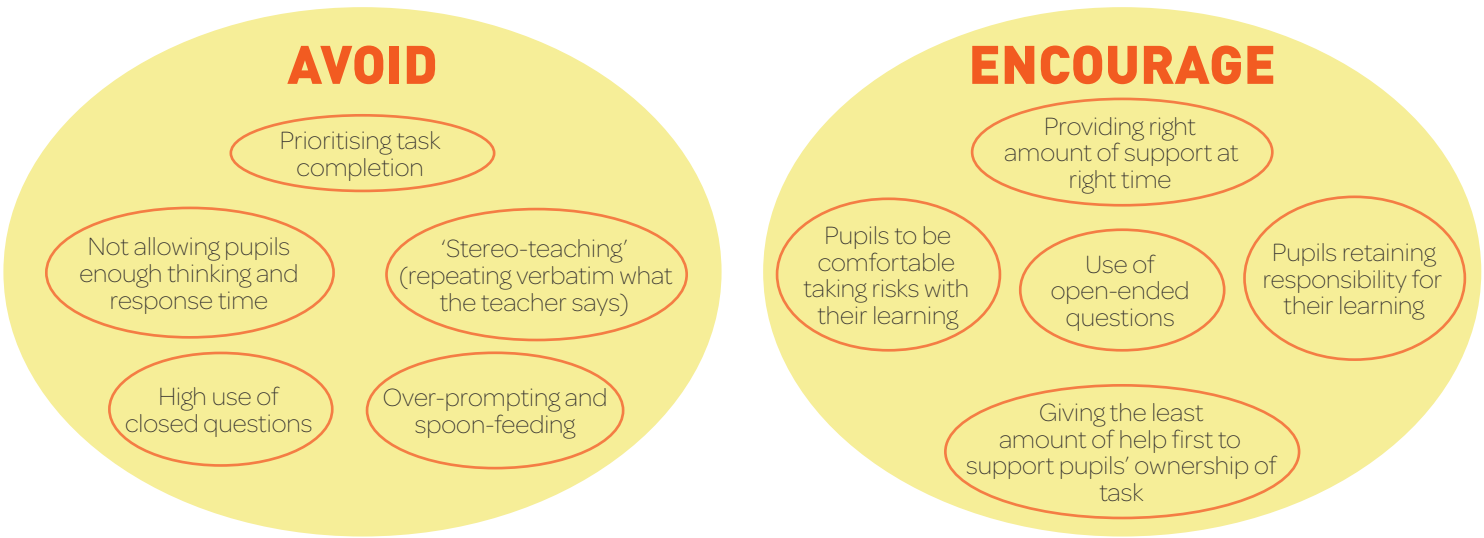 AVOID
Prioritising task
completion
Not allowing pupils
enough thinking and
response time
‘Stereo-teaching’
(repeating verbatim what
the teacher says)
High use of
closed questions
Over-prompting and
spoon-feeding
ENCOURAGE
Providing right
amount of support at
right time
Pupils to be
comfortable
taking risks with
their learning
Use of
open-ended
questions
Pupils retaining
responsibility for
their learning
Giving the least
amount of help first to
support pupils’ ownership of
task